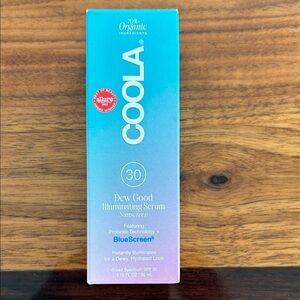 70%+
Organic
INGREDIENTS
COOLA®
allure
30
Dew Good
Illuminating Serum
Sunscreen
Featuring
Probiotic Technology +
BlueScreen®
Instantly Illuminates
for a Dewy, Hydrated Look
Broad Spectrum SPF 30